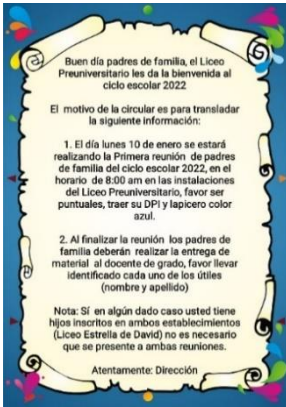 Buen día padres de familia, el Liceo
Preuniversitario les da la bienvenida al
ciclo escolar 2022
El motivo de la circular es para transladar
la siguiente información:
1. El día lunes 10 de enero se estará
realizando la Primera reunión de padres
de familia del ciclo escolar 2022, en el
horario de 8:00 am en las instalaciones
del Liceo Preuniversitario, favor ser
puntuales, traer su DPI y lapicero color
azul.
2. Al finalizar la reunión los padres de
familia deberán realizar la entrega de
material al docente de grado, favor llevar
identificado cada uno de los útiles
(nombre y apellido)
Nota: Sí en algún dado caso usted tiene
hijos inscritos en ambos establecimientos
(Liceo Estrella de David) no es necesario
que se presente a ambas reuniones.
Atentamente: Dirección